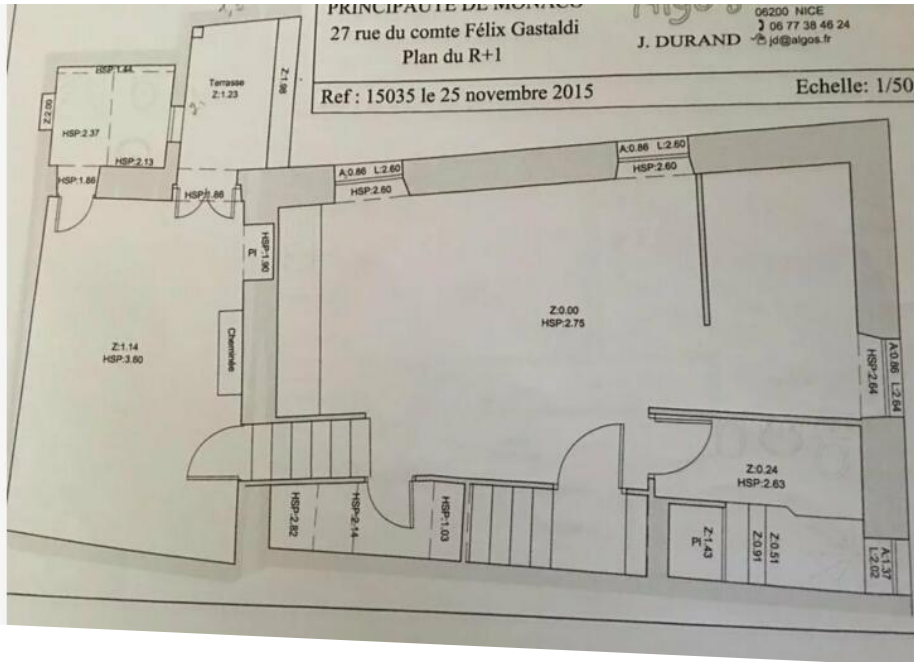 PRINCIPAUTÉ DE MONACO
27 rue du comte Félix Gastaldi
Plan du R+1
Algos
06200 NICE
06 77 38 46 24
J. DURAND jd@algos.fr
Ref : 15035 le 25 novembre 2015
Echelle: 1/50
HSP:1.44
Z:2.00
HSP:2.37
HSP:2.13
Terrasse
Z:1.23
Z:1.98
HSP:1.86
HSP:1.86
A:0.86 L:2.60
HSP:2.60
A:0.86 L:2.60
HSP:2.60
Pl
HSP:1.90
Z:0.00
HSP:2.75
Z:1.14
HSP:3.60
Cheminée
A:0.86 L:2.64
HSP:2.64
Z:0.24
HSP:2.63
HSP:2.82
HSP:2.14
HSP:1.03
Z:1.43
Pl
Z:0.51
Z:0.91
A:1.37
L:2.02